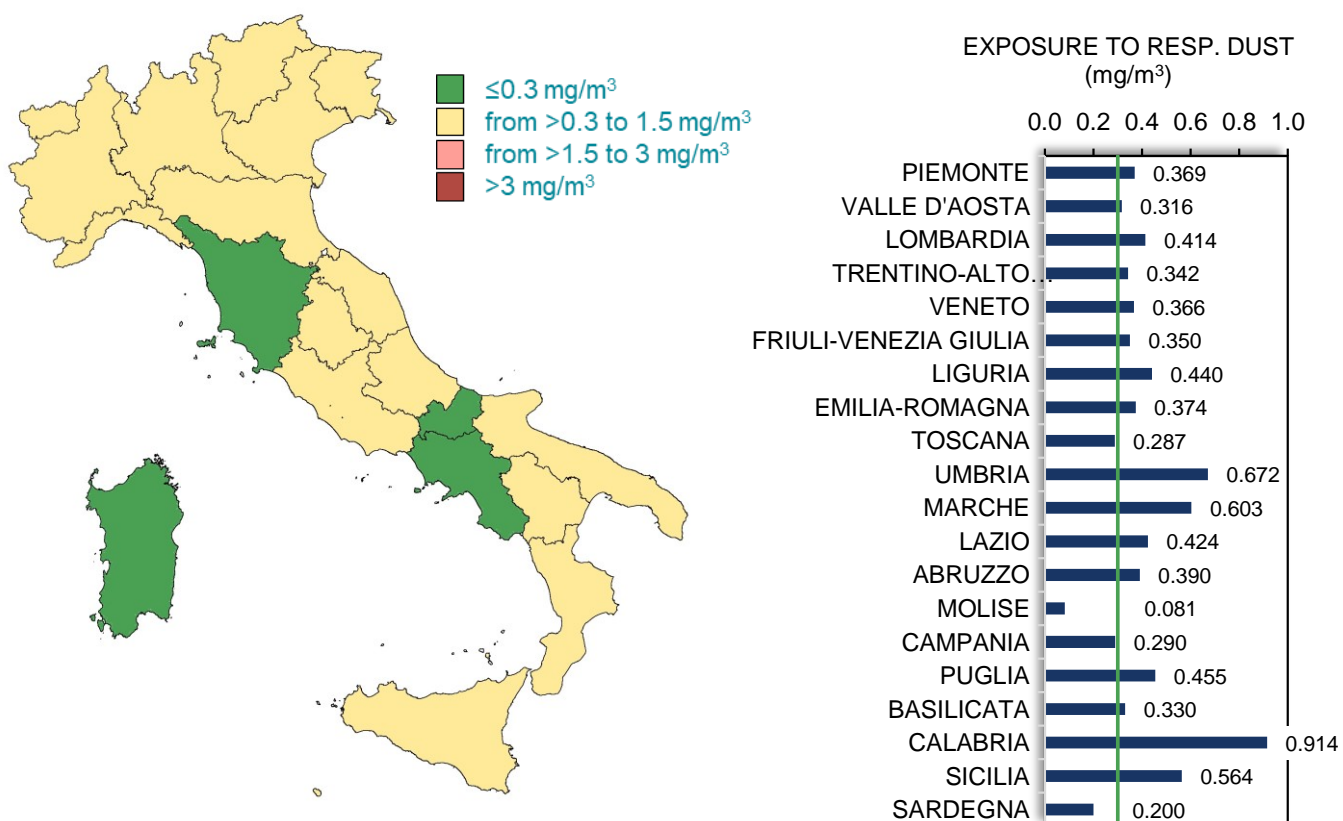 ≤0.3 mg/m³
from >0.3 to 1.5 mg/m³
from >1.5 to 3 mg/m³
>3 mg/m³
EXPOSURE TO RESP. DUST
(mg/m³)
0.0 0.2 0.4 0.6 0.8 1.0
PIEMONTE 0.369
VALLE D'AOSTA 0.316
LOMBARDIA 0.414
TRENTINO-ALTO... 0.342
VENETO 0.366
FRIULI-VENEZIA GIULIA 0.350
LIGURIA 0.440
EMILIA-ROMAGNA 0.374
TOSCANA 0.287
UMBRIA 0.672
MARCHE 0.603
LAZIO 0.424
ABRUZZO 0.390
MOLISE 0.081
CAMPANIA 0.290
PUGLIA 0.455
BASILICATA 0.330
CALABRIA 0.914
SICILIA 0.564
SARDEGNA 0.200